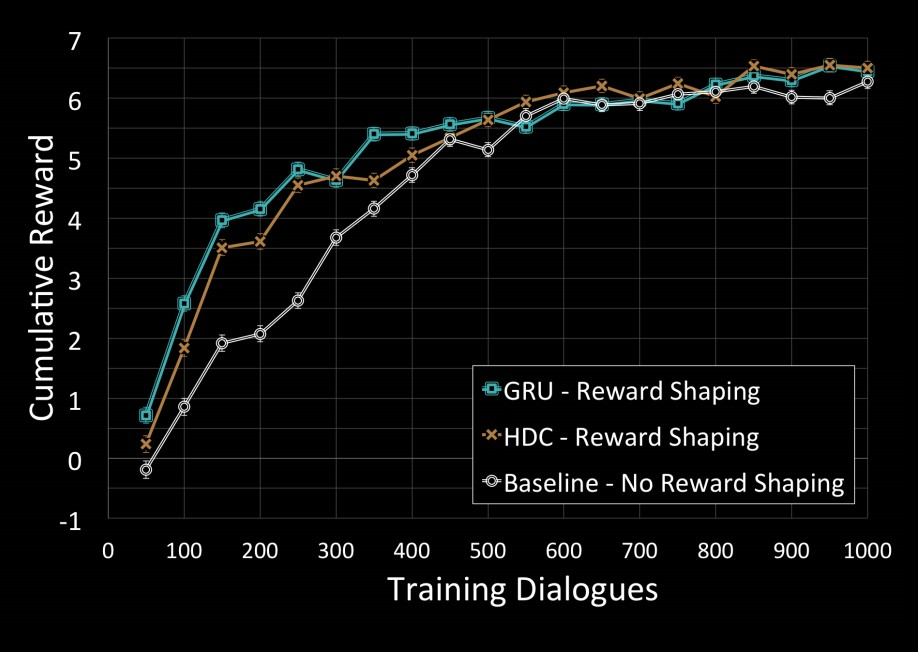 7
6
5
4
3
2
1
0
-1
Cumulative Reward
GRU - Reward Shaping
HDC - Reward Shaping
Baseline - No Reward Shaping
0 100 200 300 400 500 600 700 800 900 1000
Training Dialogues